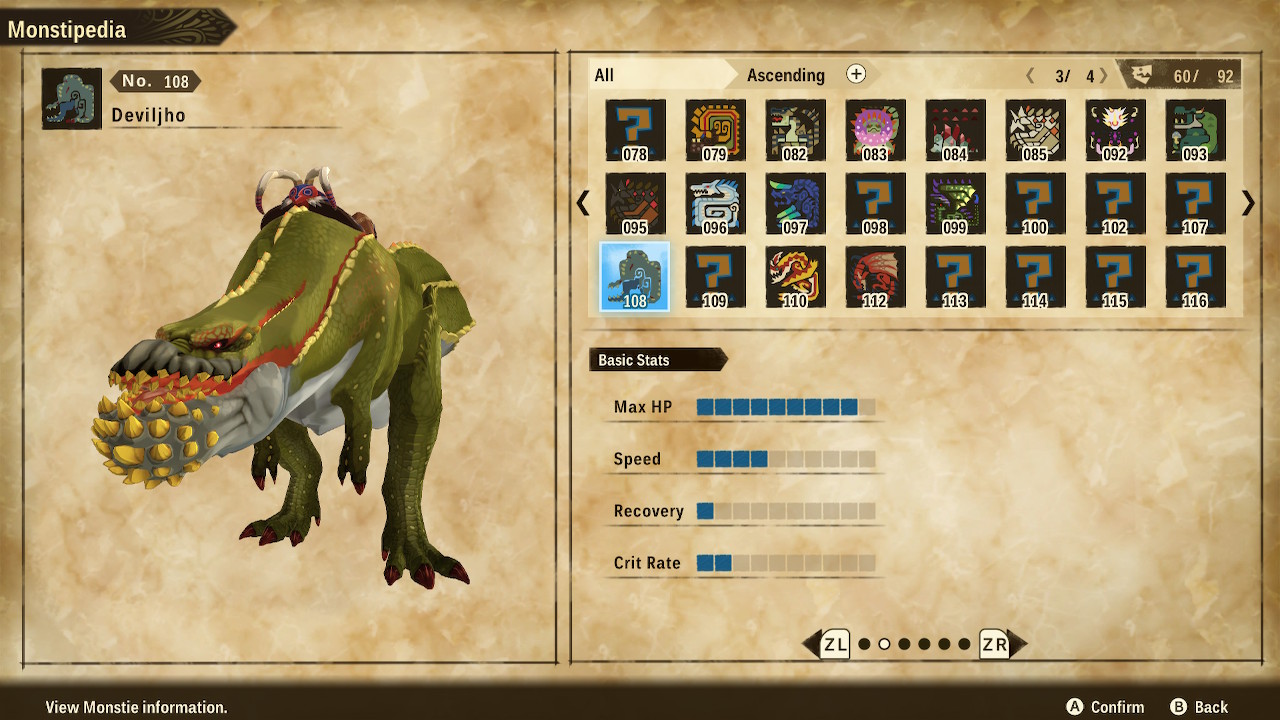 Monstipedia
No. 108
Deviljho
All
Ascending
3/ 4
60/ 92
078 079 082 083 084 085 092 093
095 096 097 098 099 100 102 107
108 109 110 112 113 114 115 116
Basic Stats
Max HP
Speed
Recovery
Crit Rate
ZL ZR
View Monstie information.
A Confirm B Back